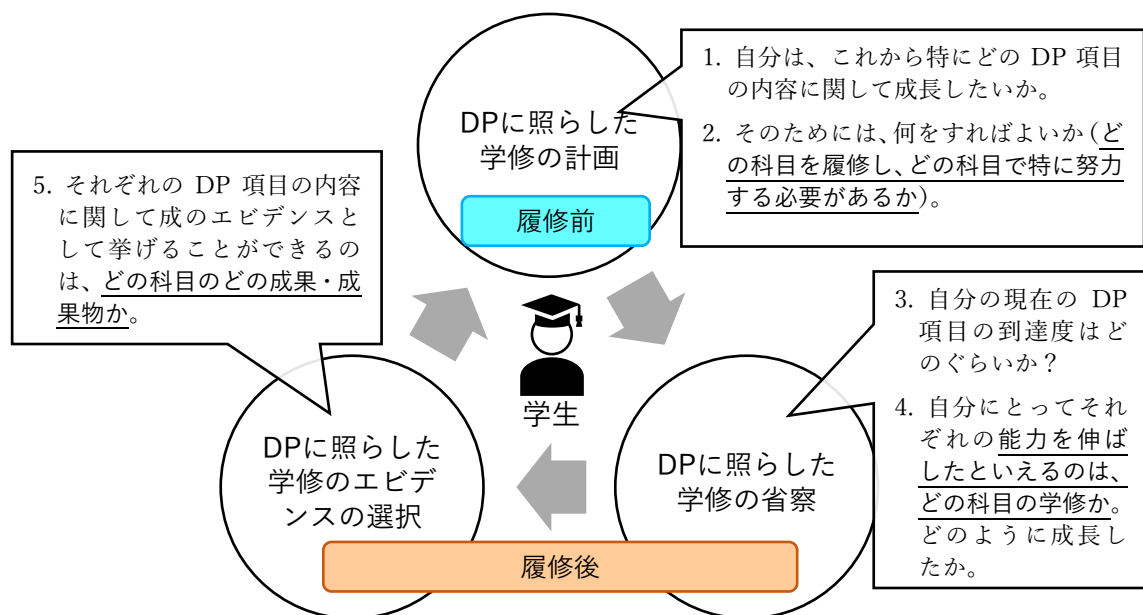 DPに照らした
学修の計画
履修前
1. 自分は、これから特にどの DP 項目
の内容に関して成長したいか。
2. そのためには、何をすればよいか(ど
の科目を履修し、どの科目で特に努力
する必要があるか)。
5. それぞれの DP 項目の内容
に関して成のエビデンスと
して挙げることができるの
は、どの科目のどの成果・成
果物か。
3. 自分の現在の DP
項目の到達度はど
のぐらいか？
4. 自分にとってそれ
ぞれの能力を伸ば
したといえるのは、
どの科目の学修か。
どのように成長し
たか。
学生
DPに照らした
学修のエビデ
ンスの選択
DPに照らした
学修の省察
履修後